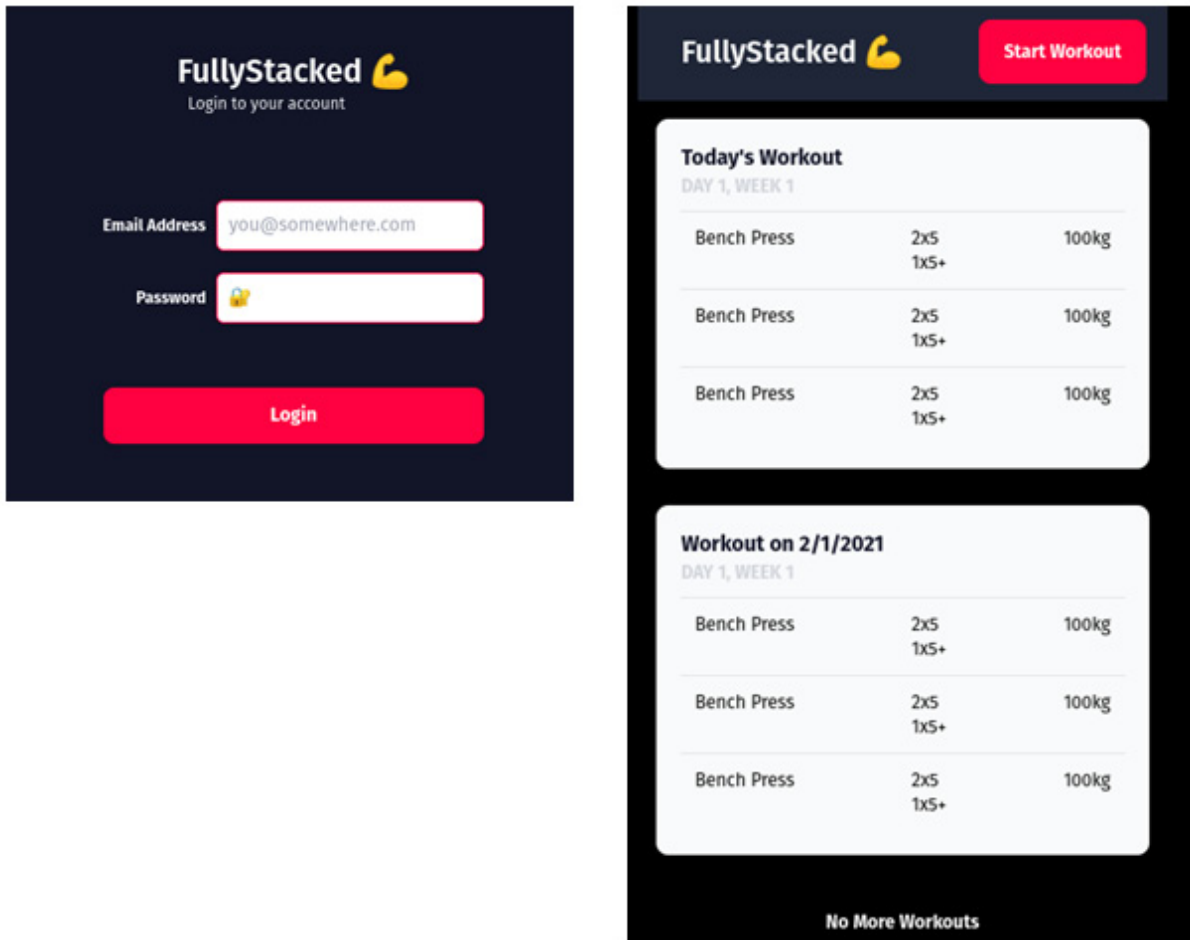 FullyStacked 💪
Login to your account
Email Address you@somewhere.com
Password 🔐
Login
FullyStacked 💪 Start Workout
Today's Workout
DAY 1, WEEK 1
Bench Press 2x5 100kg
1x5+
Bench Press 2x5 100kg
1x5+
Bench Press 2x5 100kg
1x5+
Workout on 2/1/2021
DAY 1, WEEK 1
Bench Press 2x5 100kg
1x5+
Bench Press 2x5 100kg
1x5+
Bench Press 2x5 100kg
1x5+
No More Workouts